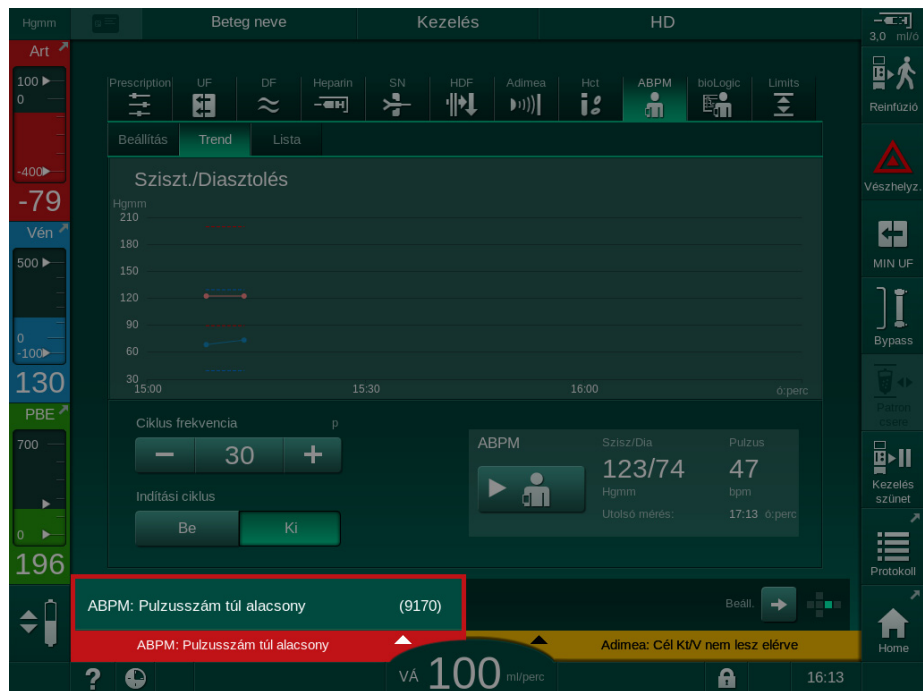 Hgmm
Beteg neve
Kezelés
HD
3,0 ml/ó
Art
100
0
-400
-79
Vén
500
0
-100
130
PBE
700
0
196
Prescription
UF
DF
Heparin
SN
HDF
Adimea
Hct
ABPM
bioLogic
Limits
Beállítás
Trend
Lista
Sziszt./Diasztolés
Hgmm
210
180
150
120
90
60
30
15:00
15:30
16:00
ó:perc
Ciklus frekvencia
p
30
Indítási ciklus
Be
Ki
ABPM
Szisz/Dia
Pulzus
123/74
47
Hgmm
bpm
Utolsó mérés:
17:13 ó:perc
Reinfúzió
Vészhelyz.
MIN UF
Bypass
Patron
csere
Kezelés
szünet
Protokoll
Home
ABPM: Pulzusszám túl alacsony (9170)
Beáll.
ABPM: Pulzusszám túl alacsony
Adimea: Cél Kt/V nem lesz elérve
?
VÁ 100 ml/perc
16:13